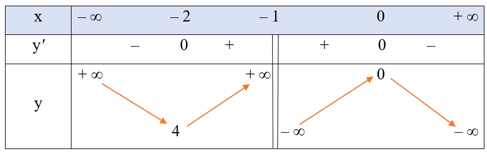 x – ∞ – 2 – 1 0 + ∞
y′ – 0 + + 0 –
+ ∞ + ∞ 0
y
4 – ∞ – ∞